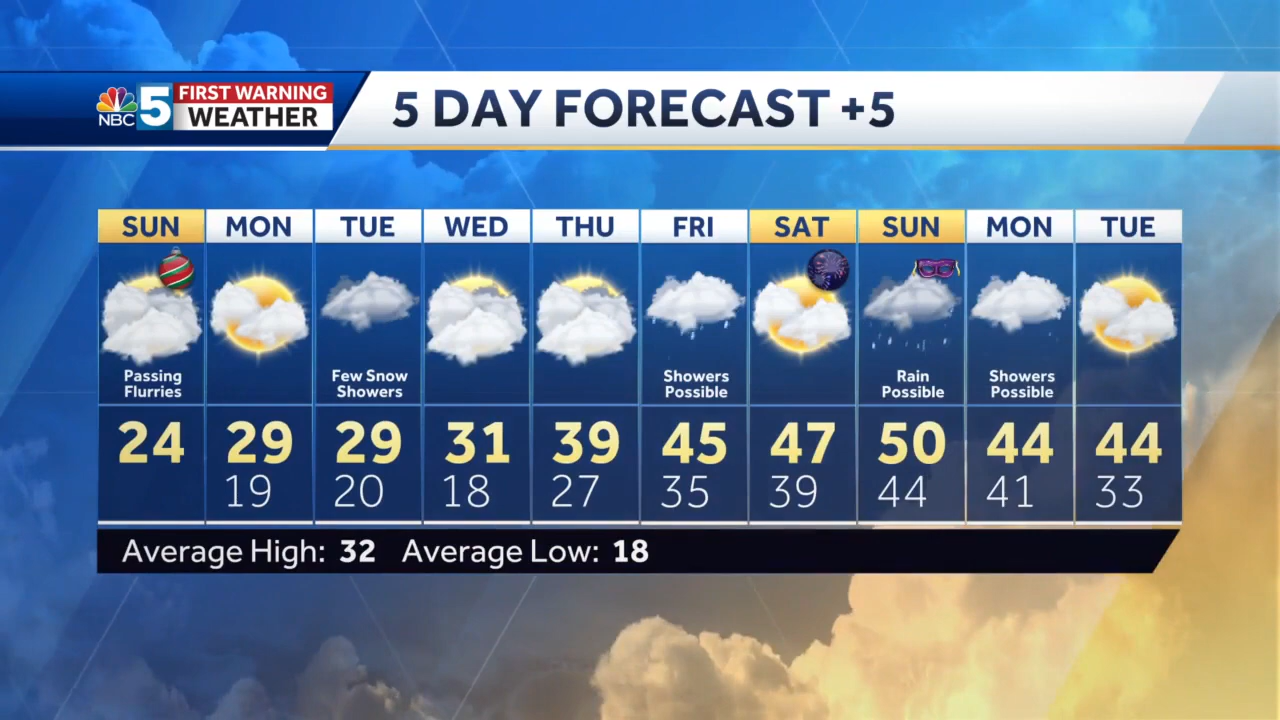 NBC 5 FIRST WARNING WEATHER
5 DAY FORECAST +5
SUN MON TUE WED THU FRI SAT SUN MON TUE
Passing Flurries
Few Snow Showers
Showers Possible
Rain Possible
Showers Possible
24 29 29 31 39 45 47 50 44 44
19 20 18 27 35 39 44 41 33
Average High: 32 Average Low: 18